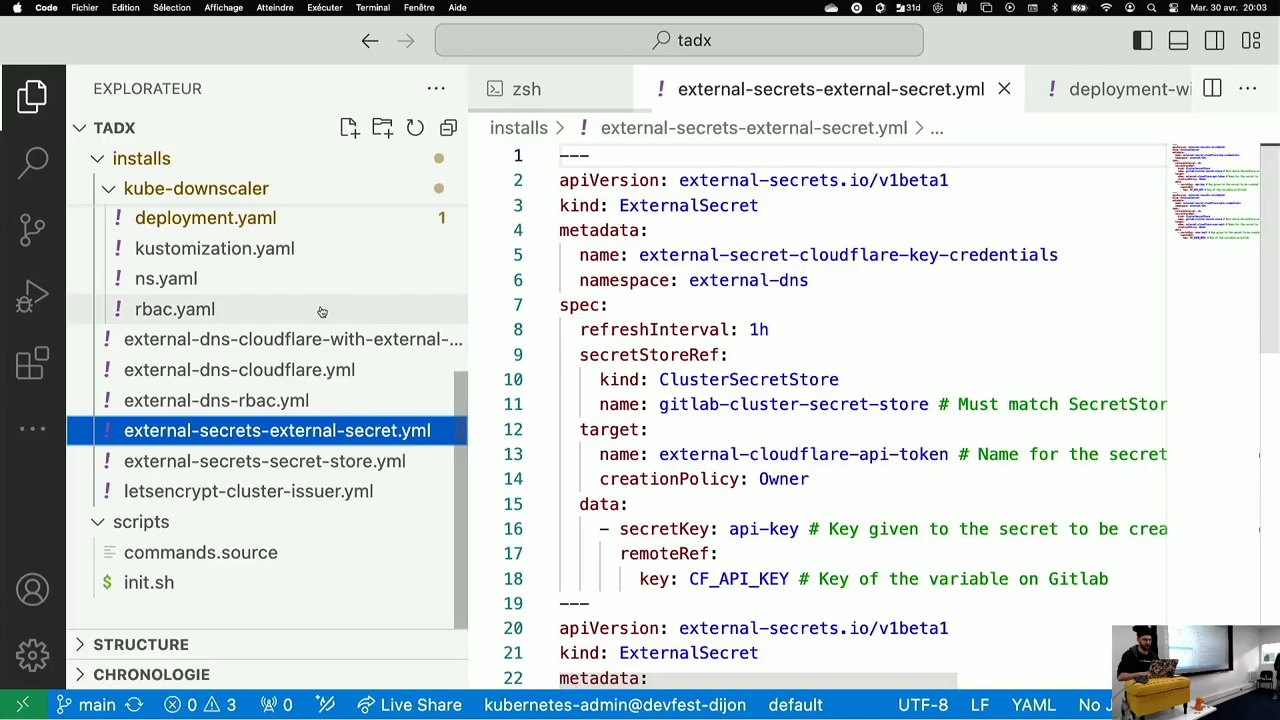 Code Fichier Edition Sélection Affichage Atteindre Exécuter Terminal Fenêtre Aide 31d Mar. 30 avr. 20:03
tadx
EXPLORATEUR
TADX
installs
kube-downscaler
deployment.yaml 1
kustomization.yaml
ns.yaml
rbac.yaml
external-dns-cloudflare-with-external-...
external-dns-cloudflare.yml
external-dns-rbac.yml
external-secrets-external-secret.yml
external-secrets-secret-store.yml
letsencrypt-cluster-issuer.yml
scripts
commands.source
$ init.sh
STRUCTURE
CHRONOLOGIE
zsh
! external-secrets-external-secret.yml
! deployment-wi
installs > ! external-secrets-external-secret.yml > ...
1 ---
2 apiVersion: external-secrets.io/v1beta1
3 kind: ExternalSecret
4 metadata:
5 name: external-secret-cloudflare-key-credentials
6 namespace: external-dns
7 spec:
8 refreshInterval: 1h
9 secretStoreRef:
10 kind: ClusterSecretStore
11 name: gitlab-cluster-secret-store # Must match SecretStor
12 target:
13 name: external-cloudflare-api-token # Name for the secret
14 creationPolicy: Owner
15 data:
16 - secretKey: api-key # Key given to the secret to be crea
17 remoteRef:
18 key: CF_API_KEY # Key of the variable on Gitlab
19 ---
20 apiVersion: external-secrets.io/v1beta1
21 kind: ExternalSecret
22 metadata:
main 0 3 0 Live Share kubernetes-admin@devfest-dijon default UTF-8 LF YAML No J